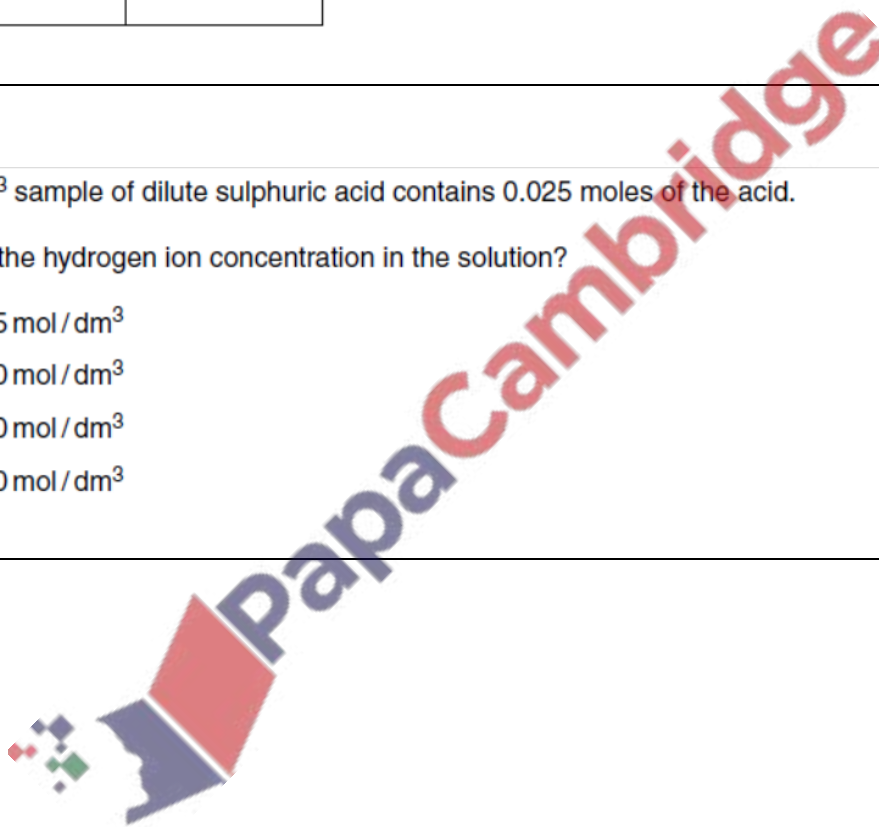 3 sample of dilute sulphuric acid contains 0.025 moles of the acid.
the hydrogen ion concentration in the solution?
5 mol / dm³
0 mol / dm³
0 mol / dm³
0 mol / dm³
PapaCambridge